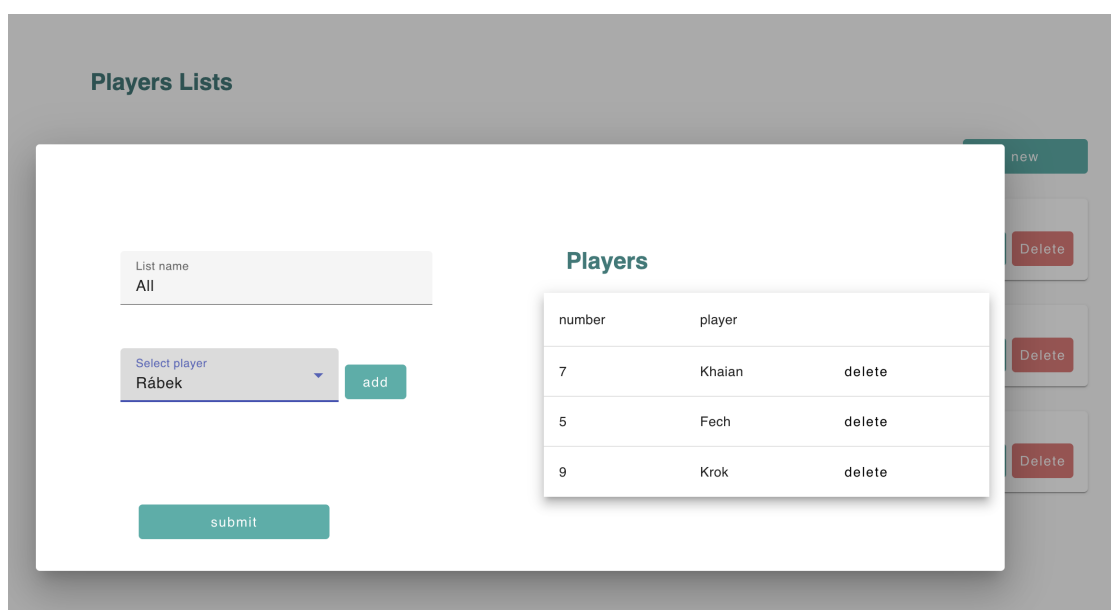 Players Lists
new
Delete
Delete
Delete
List name
All
Select player
Rábek
add
submit
Players
number player
7 Khaian delete
5 Fech delete
9 Krok delete